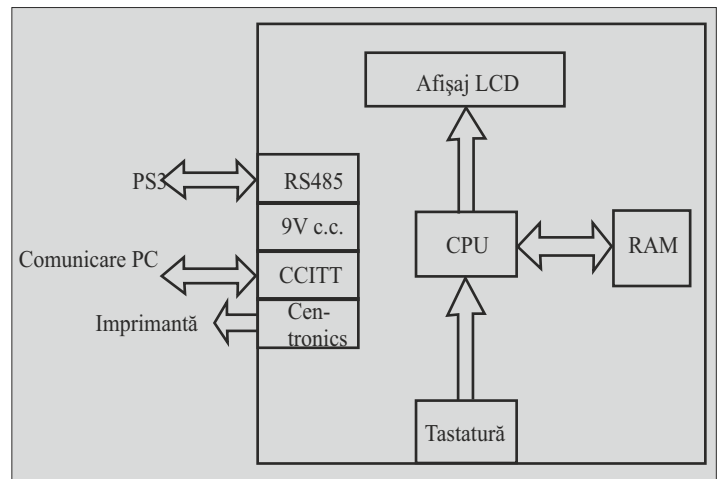 Afişaj LCD
PS3
RS485
9V c.c.
CPU
RAM
Comunicare PC
CCITT
Imprimantă
Cen-
tronics
Tastatură